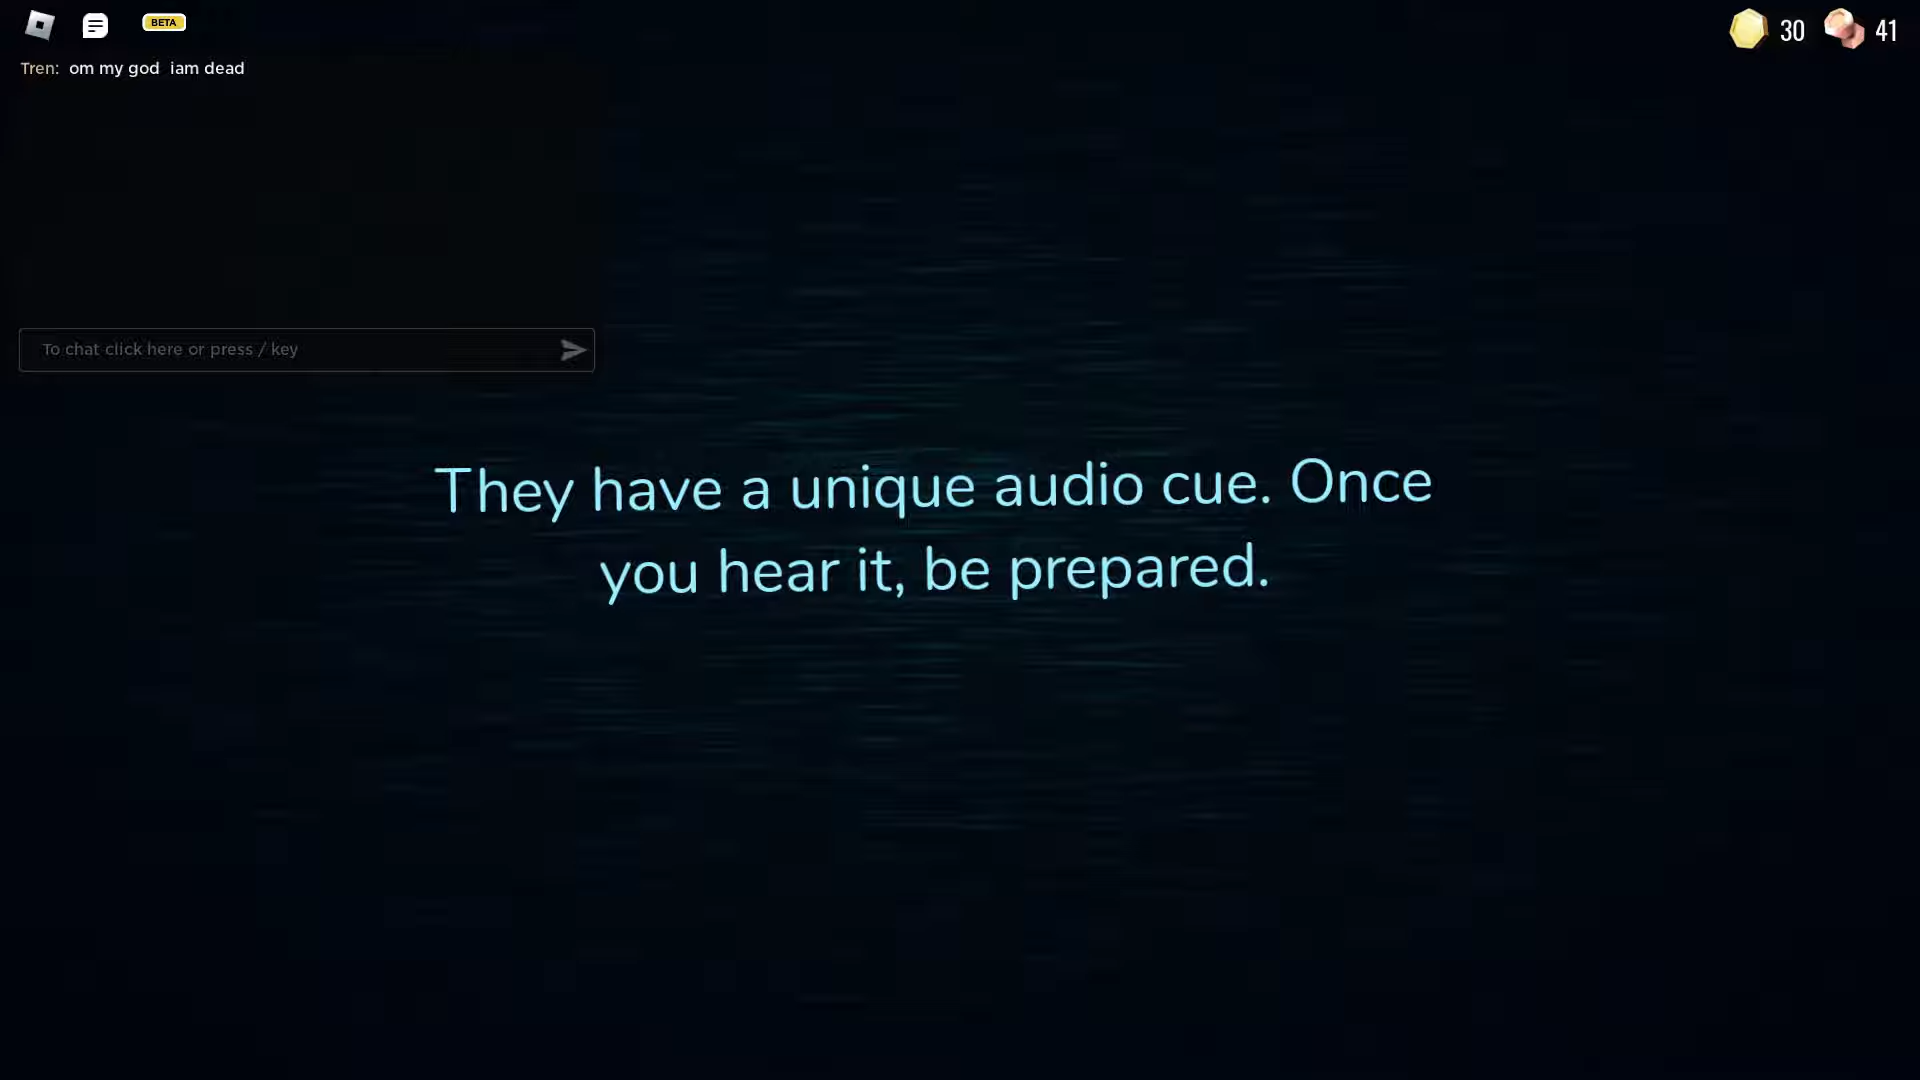 BETA
30
41
Tren: om my god iam dead
To chat click here or press / key
They have a unique audio cue. Once
you hear it, be prepared.